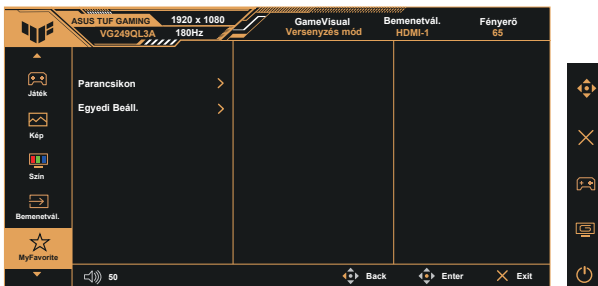 ASUS TUF GAMING 1920 x 1080
VG249QL3A 180Hz
GameVisual
Versenyzés mód
Bemenetvál.
HDMI-1
Fényerő
65
Játék
Kép
Szín
Bemenetvál.
MyFavorite
Parancsikon
Egyedi Beáll.
50
Back
Enter
Exit